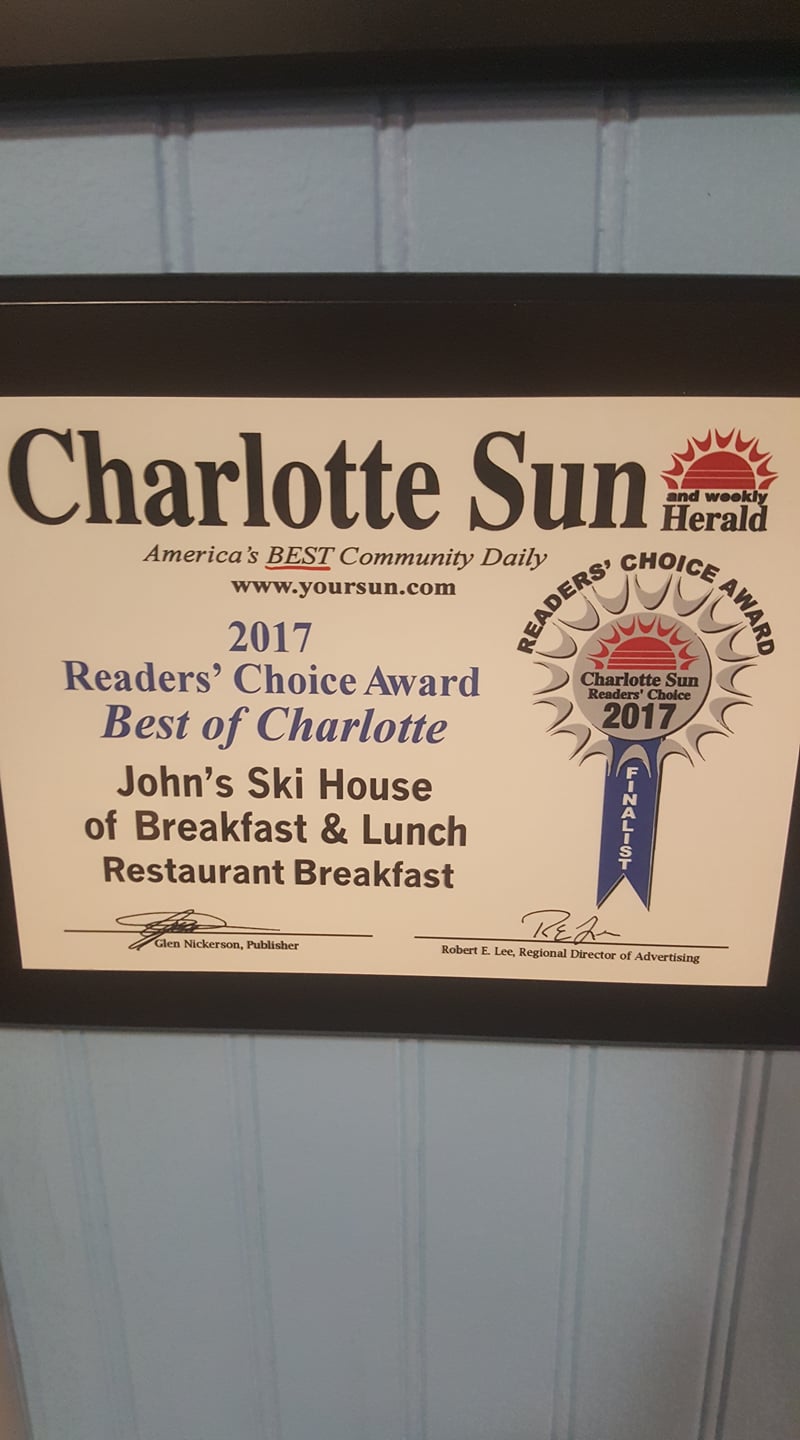 Charlotte Sun
and weekly
Herald
America's BEST Community Daily
www.yoursun.com
2017
Readers' Choice Award
Best of Charlotte
John's Ski House
of Breakfast & Lunch
Restaurant Breakfast
READERS' CHOICE AWARD
Charlotte Sun
Readers' Choice
2017
FINALIST
Glen Nickerson, Publisher
Robert E. Lee, Regional Director of Advertising